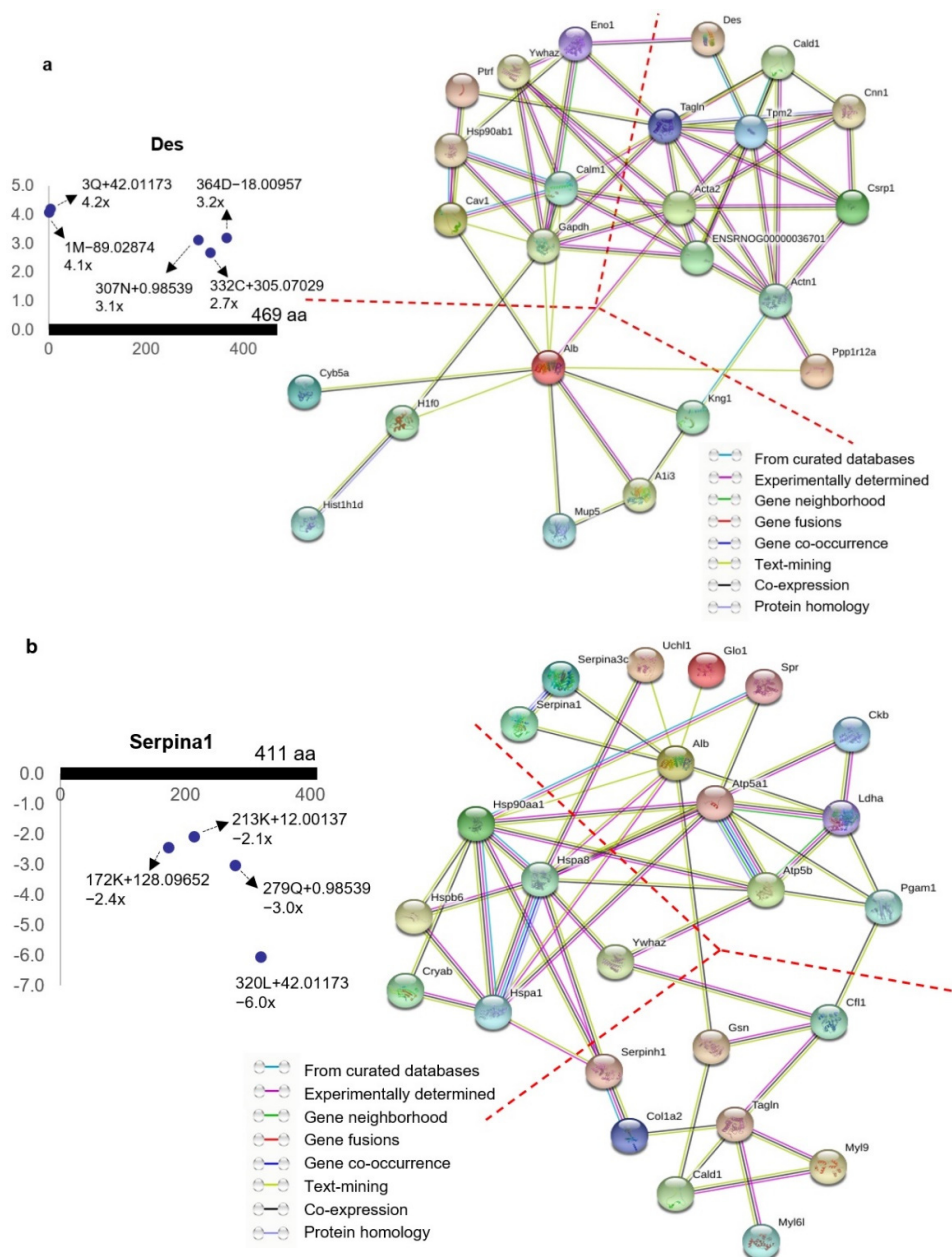 a
Des
5.0
4.0
3.0
2.0
1.0
0.0
3Q+42.01173
4.2x
364D−18.00957
3.2x
1M−89.02874
4.1x
307N+0.98539
3.1x
332C+305.07029
2.7x
469 aa
0
200
400
Eno1
Des
Ywhaz
Cald1
Ptrf
Tagln
Tpm2
Cnn1
Hsp90ab1
Calm1
Acta2
Csrp1
Cav1
Gapdh
ENSRNOG00000036701
Actn1
Alb
Ppp1r12a
Cyb5a
H1f0
Kng1
A1i3
Hist1h1d
Mup5
From curated databases
Experimentally determined
Gene neighborhood
Gene fusions
Gene co-occurrence
Text-mining
Co-expression
Protein homology
b
Serpina1
411 aa
0.0
-1.0
-2.0
-3.0
-4.0
-5.0
-6.0
-7.0
0
200
400
213K+12.00137
−2.1x
172K+128.09652
−2.4x
279Q+0.98539
−3.0x
320L+42.01173
−6.0x
Serpina3c
Uchl1
Glo1
Spr
Serpina1
Ckb
Alb
Atp5a1
Hsp90aa1
Ldha
Hspa8
Atp5b
Pgam1
Hspb6
Ywhaz
Cryab
Hspa1
Cfl1
Gsn
Serpinh1
Tagln
Col1a2
Myl9
Cald1
Myl6l
From curated databases
Experimentally determined
Gene neighborhood
Gene fusions
Gene co-occurrence
Text-mining
Co-expression
Protein homology